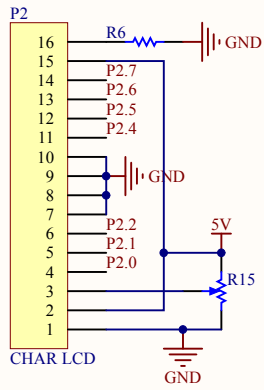 P2
16 R6 GND
15
14 P2.7
13 P2.6
12 P2.5
11 P2.4
10
9 GND
8
7
6 P2.2
5 P2.1
4 P2.0
5V
3 R15
2
1
CHAR LCD
GND